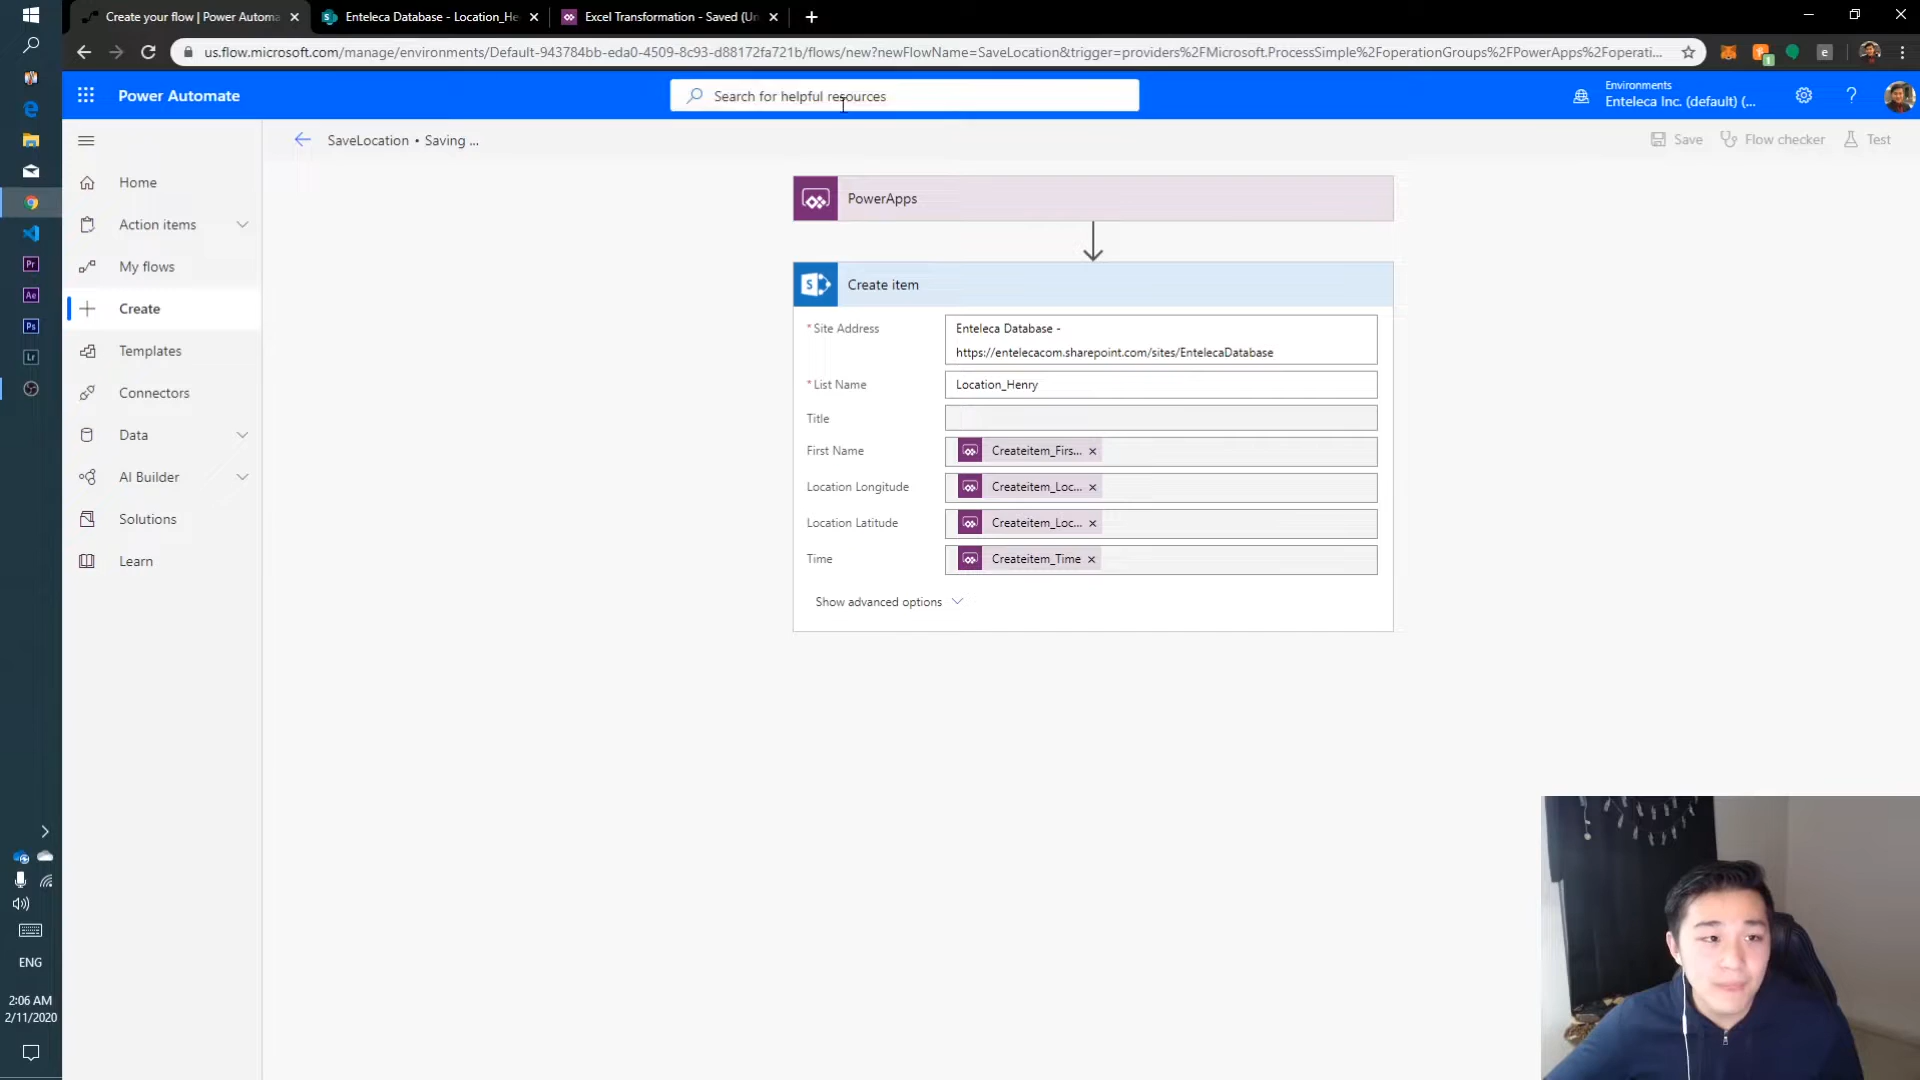 Create your flow | Power Automa
Enteleca Database - Location_He
Excel Transformation - Saved (Un
us.flow.microsoft.com/manage/environments/Default-943784bb-eda0-4509-8c93-d88172fa721b/flows/new?newFlowName=SaveLocation&trigger=providers%2FMicrosoft.ProcessSimple%2FoperationGroups%2FPowerApps%2Foperati...
Power Automate
Search for helpful resources
Environments
Enteleca Inc. (default) (...
SaveLocation • Saving ...
Save
Flow checker
Test
Home
Action items
My flows
Create
Templates
Connectors
Data
AI Builder
Solutions
Learn
PowerApps
Create item
* Site Address
Enteleca Database -
https://entelecacom.sharepoint.com/sites/EntelecaDatabase
* List Name
Location_Henry
Title
First Name
Createitem_Firs... ×
Location Longitude
Createitem_Loc... ×
Location Latitude
Createitem_Loc... ×
Time
Createitem_Time ×
Show advanced options
Pr
Ae
Ps
Lr
ENG
2:06 AM
2/11/2020